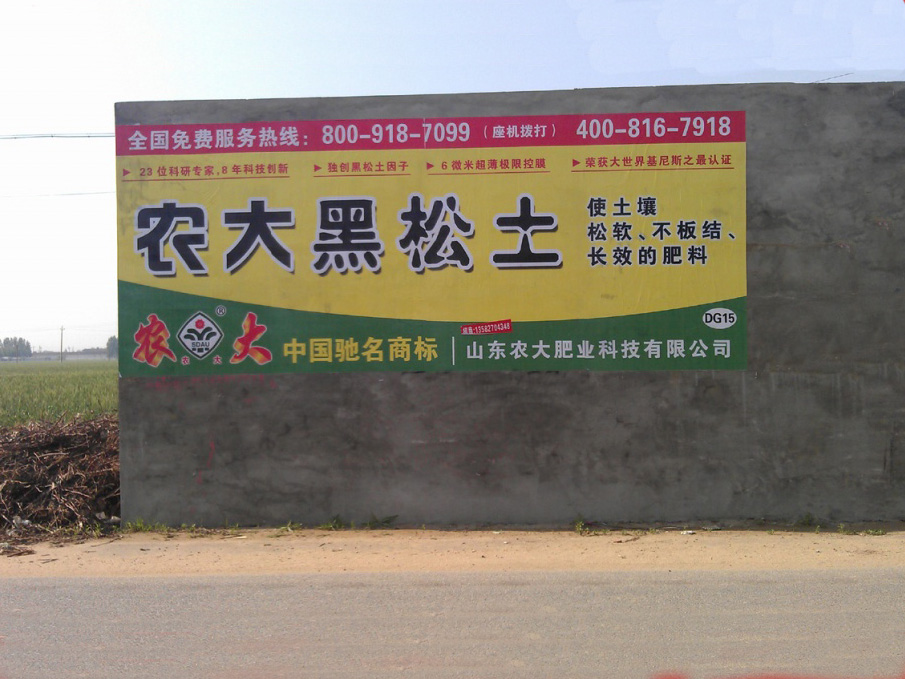 全国免费服务热线：800-918-7099（座机拨打） 400-816-7918
23位科研专家,8年科技创新 独创黑松土因子 6微米超薄极限控膜 荣获大世界基尼斯之最认证
农大黑松土
使土壤
松软、不板结、
长效的肥料
DG15
农 ® 大
SDAU
农大
中国驰名商标 山东农大肥业科技有限公司